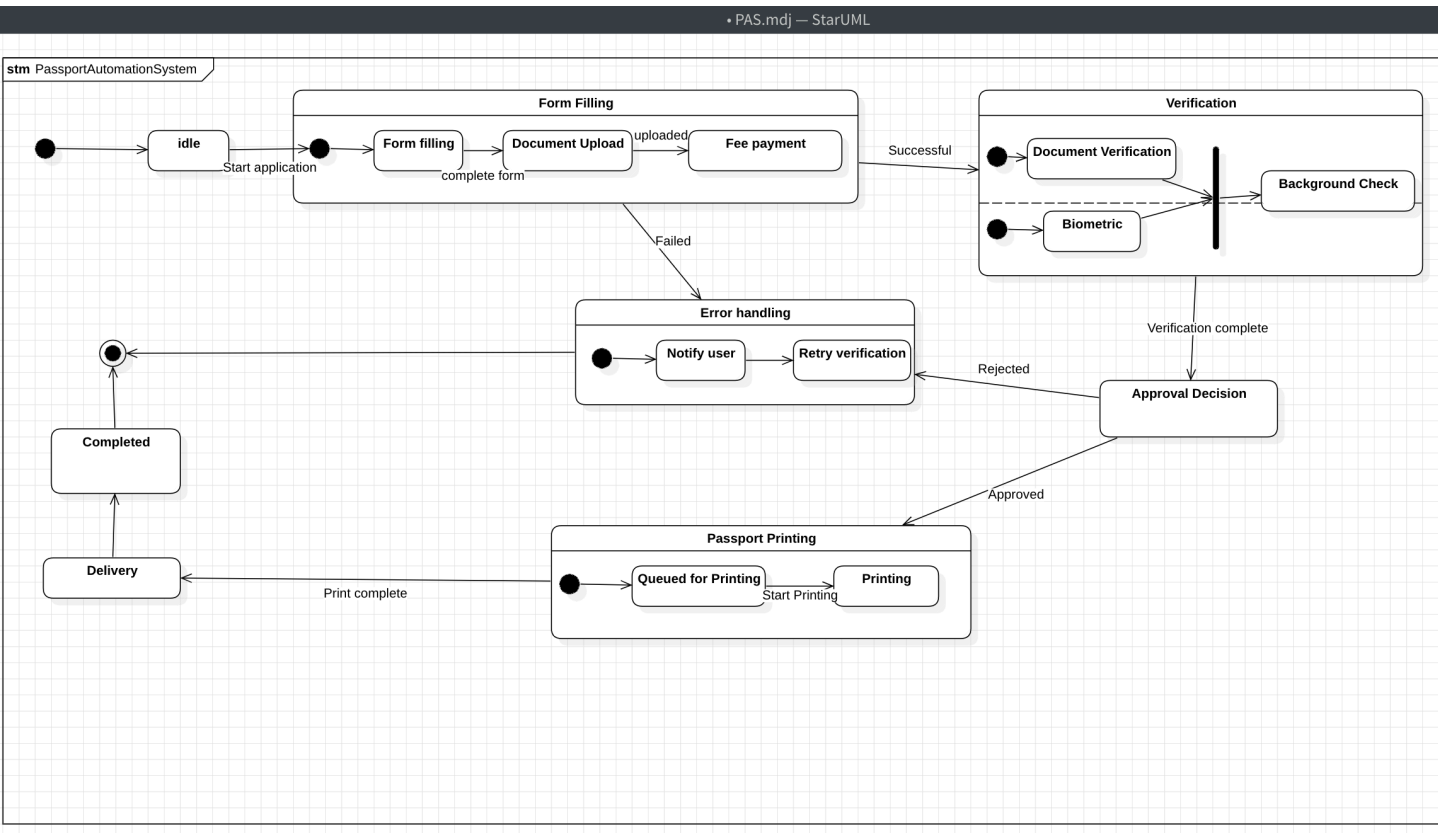 • PAS.mdj — StarUML
stm PassportAutomationSystem
Form Filling
Verification
idle
Start application
Form filling
complete form
Document Upload
uploaded
Fee payment
Successful
Document Verification
Background Check
Biometric
Failed
Verification complete
Error handling
Notify user
Retry verification
Rejected
Approval Decision
Completed
Approved
Passport Printing
Delivery
Print complete
Queued for Printing
Start Printing
Printing